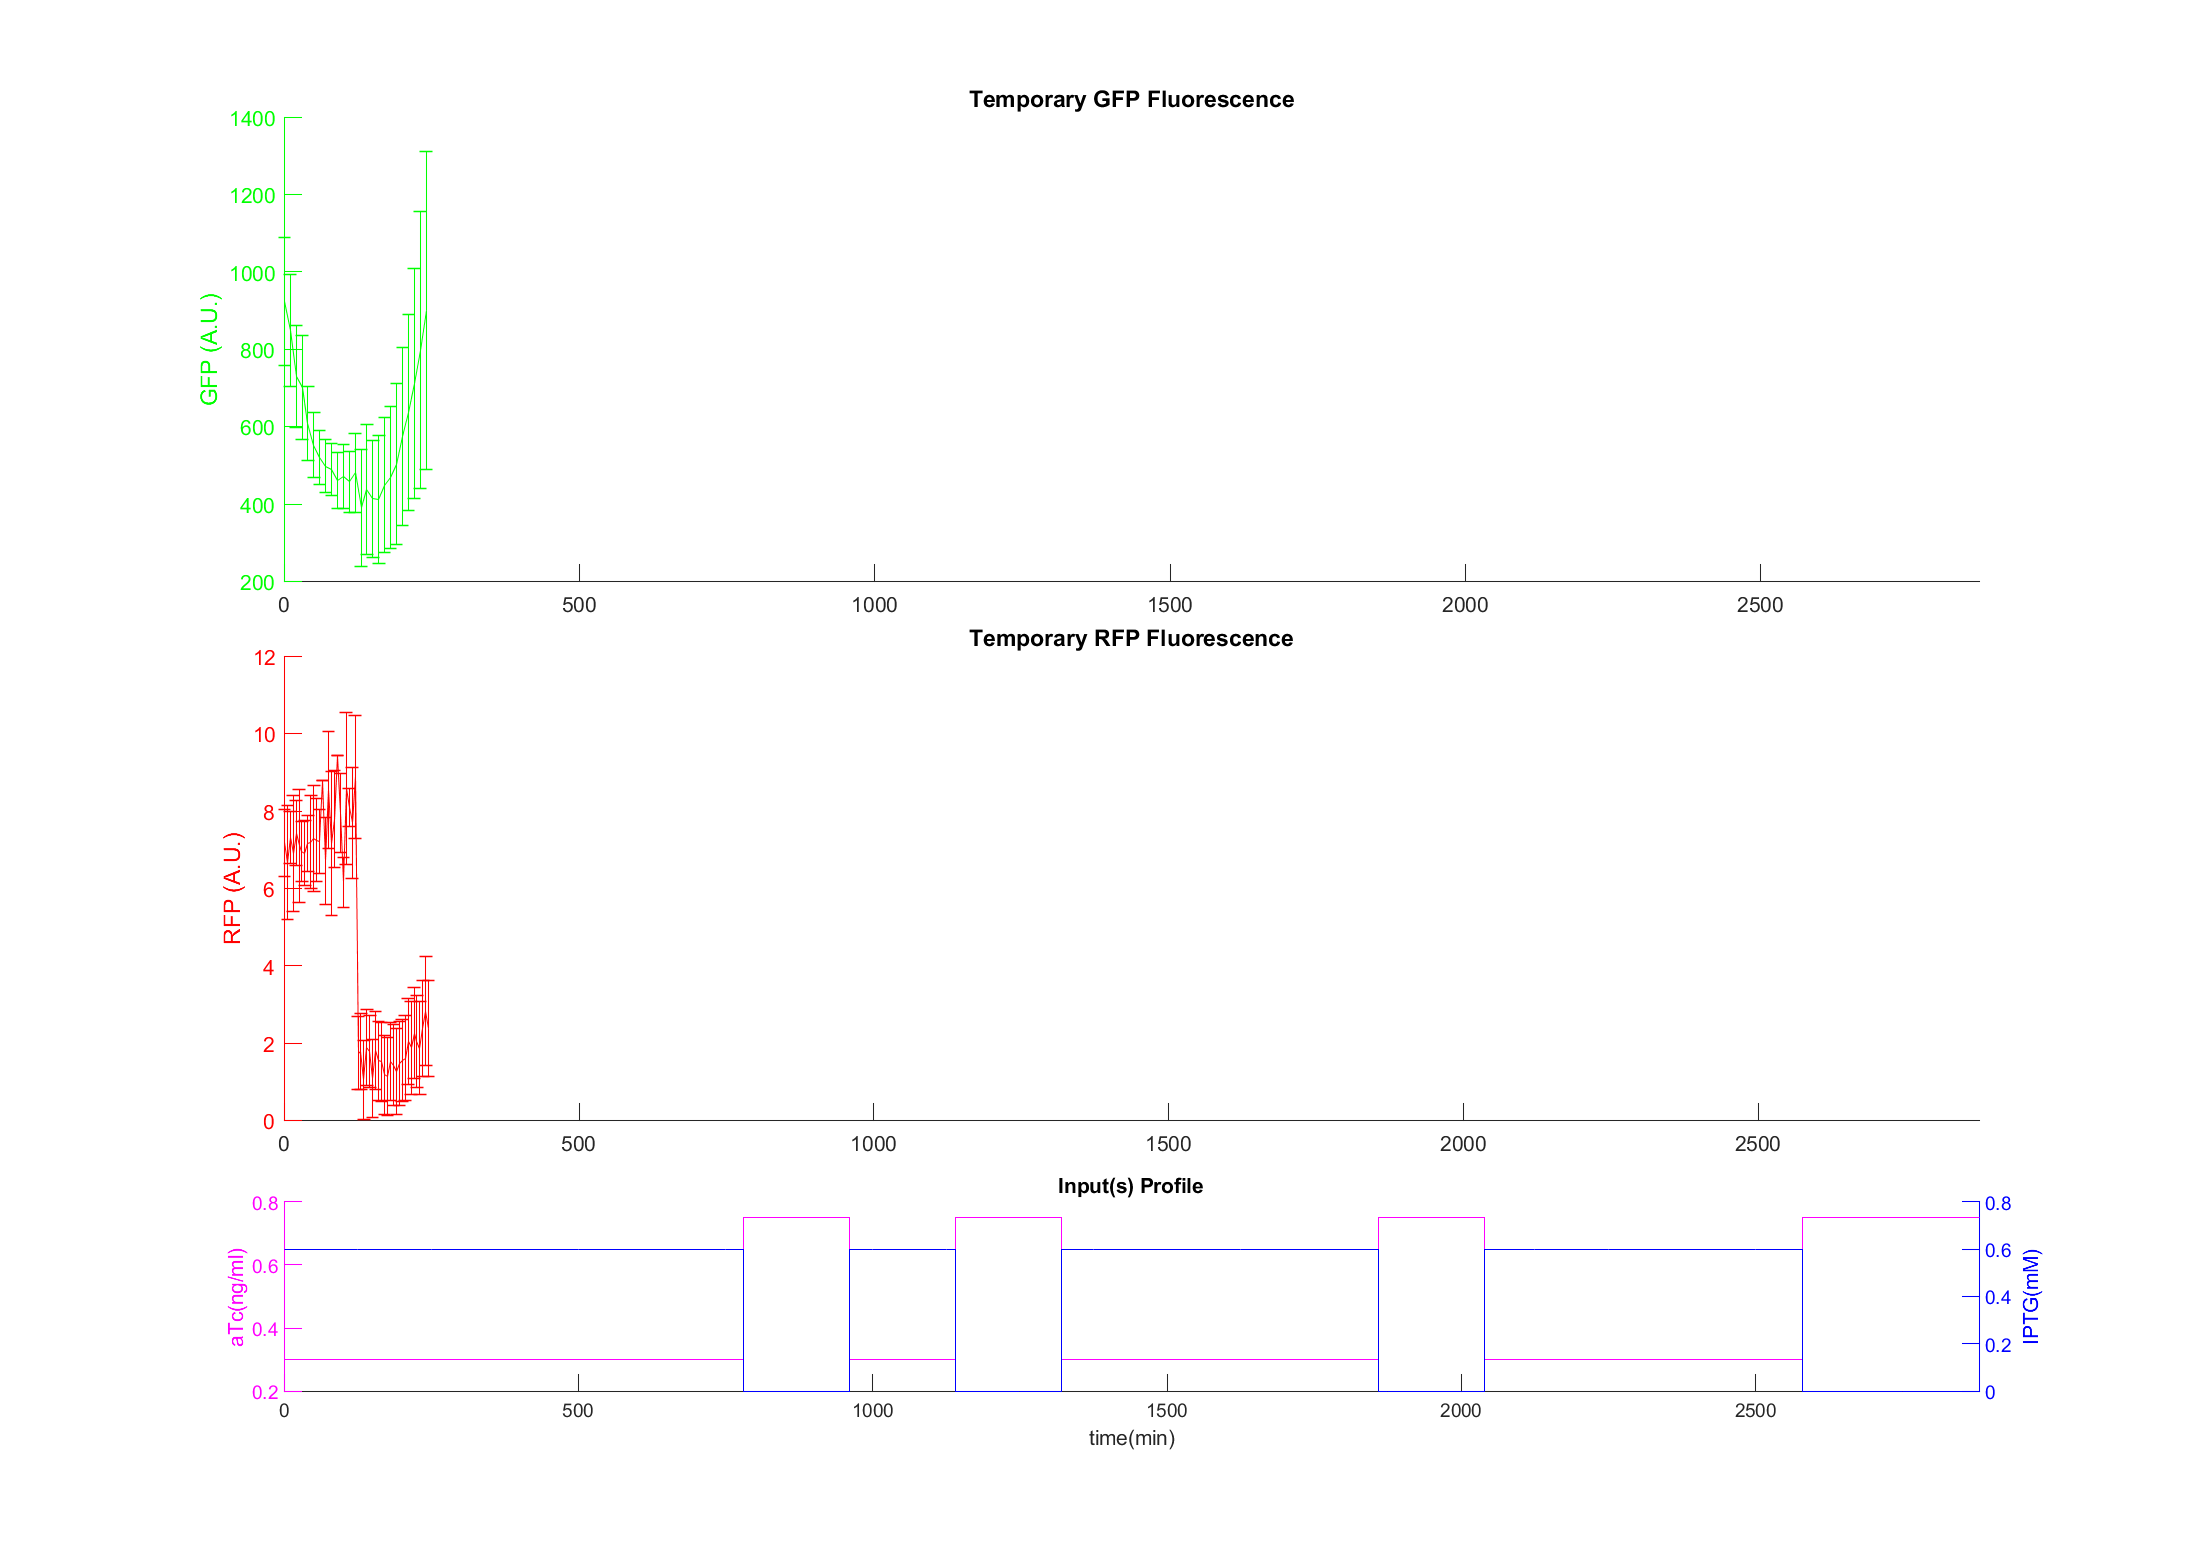 Temporary GFP Fluorescence
1400
1200
1000
800
600
400
200
GFP (A.U.)
0 500 1000 1500 2000 2500
Temporary RFP Fluorescence
12
10
8
6
4
2
0
RFP (A.U.)
0 500 1000 1500 2000 2500
Input(s) Profile
0.8
0.6
0.4
0.2
aTc(ng/ml)
0.8
0.6
0.4
0.2
0
IPTG(mM)
0 500 1000 1500 2000 2500
time(min)